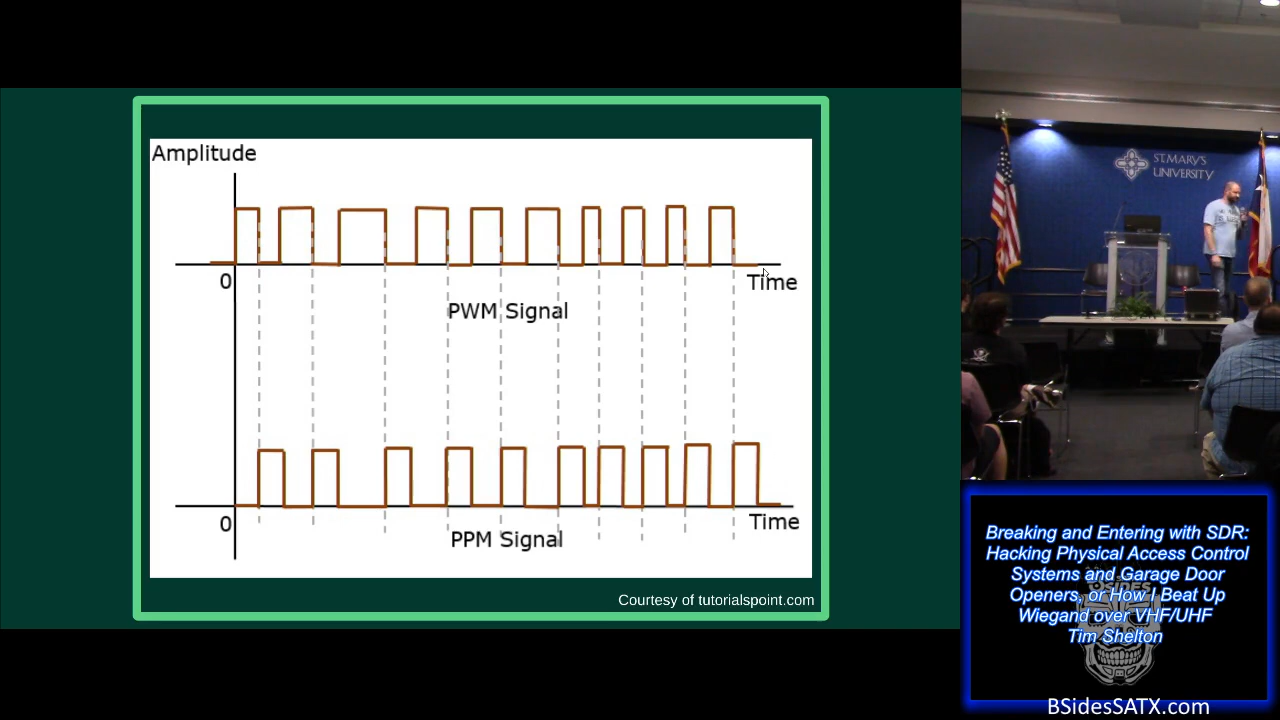 Amplitude
0
Time
PWM Signal
0
Time
PPM Signal
Courtesy of tutorialspoint.com
ST. MARY'S
UNIVERSITY
Breaking and Entering with SDR:
Hacking Physical Access Control
Systems and Garage Door
Openers, or How I Beat Up
Wiegand over VHF/UHF
Tim Shelton
BSidesSATX.com